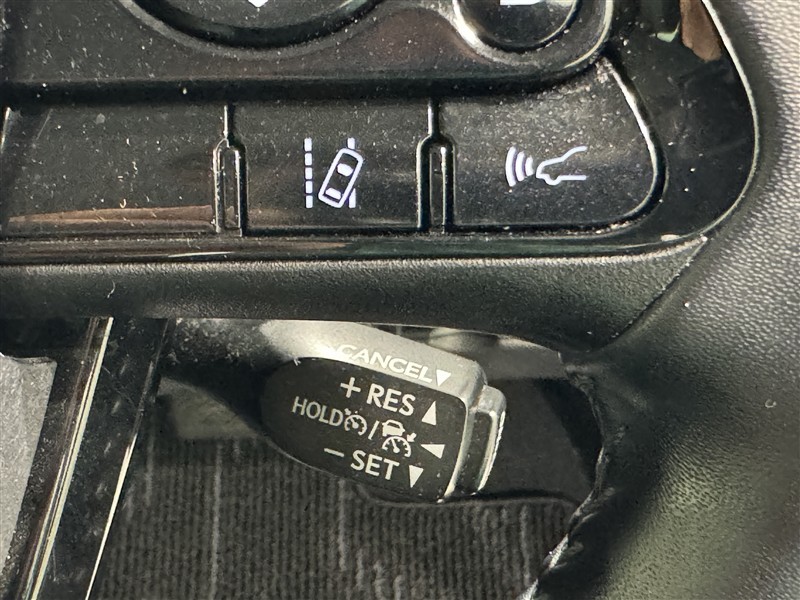 CANCEL▼
+ RES ▲
HOLD / ◀
− SET ▼